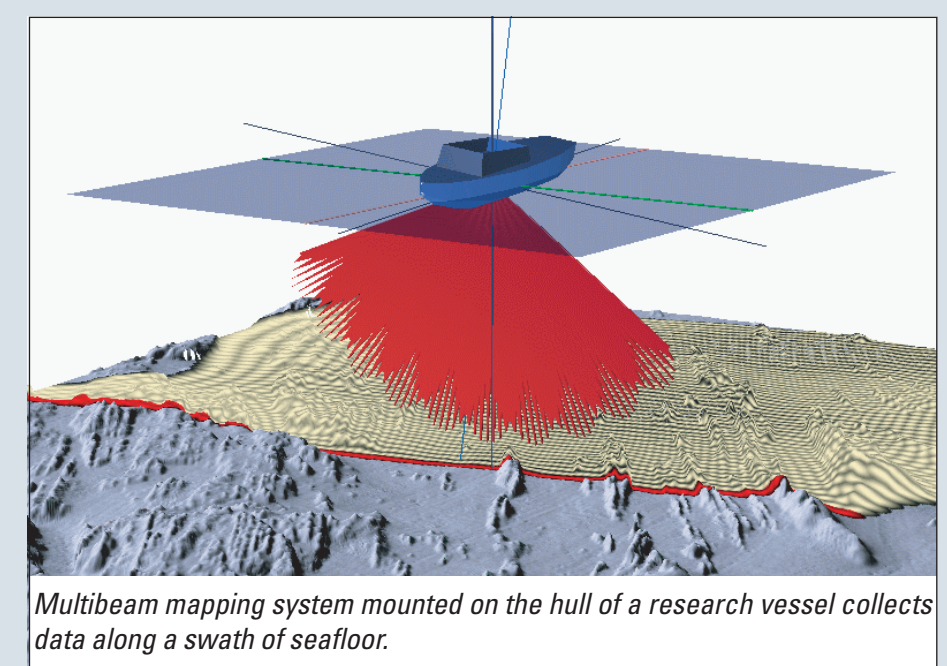 Multibeam mapping system mounted on the hull of a research vessel collects
data along a swath of seafloor.